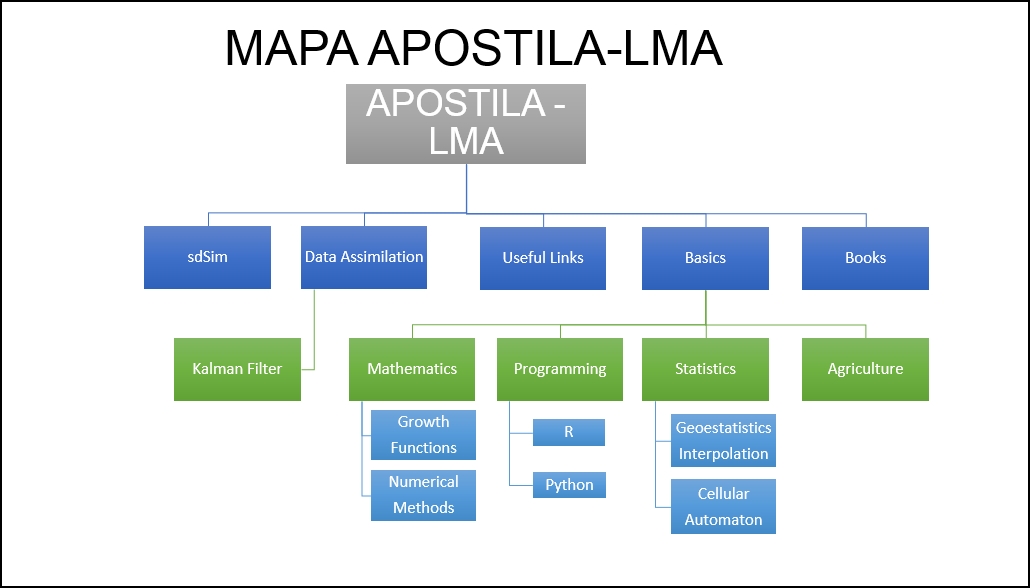 MAPA APOSTILA-LMA
APOSTILA -
LMA
sdSim
Data Assimilation
Useful Links
Basics
Books
Kalman Filter
Mathematics
Programming
Statistics
Agriculture
Growth
Functions
Numerical
Methods
R
Python
Geoestatistics
Interpolation
Cellular
Automaton